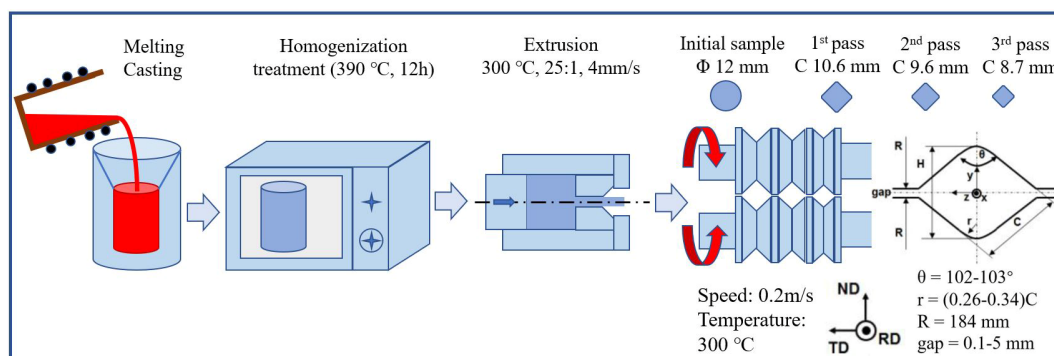 Melting
Casting
Homogenization
treatment (390 ℃, 12h)
Extrusion
300 ℃, 25:1, 4mm/s
Initial sample
Φ 12 mm
1st pass
C 10.6 mm
2nd pass
C 9.6 mm
3rd pass
C 8.7 mm
R
H
θ
y
gap
z
x
R
r
C
Speed: 0.2m/s
Temperature:
300 ℃
ND
TD
RD
θ = 102-103°
r = (0.26-0.34)C
R = 184 mm
gap = 0.1-5 mm